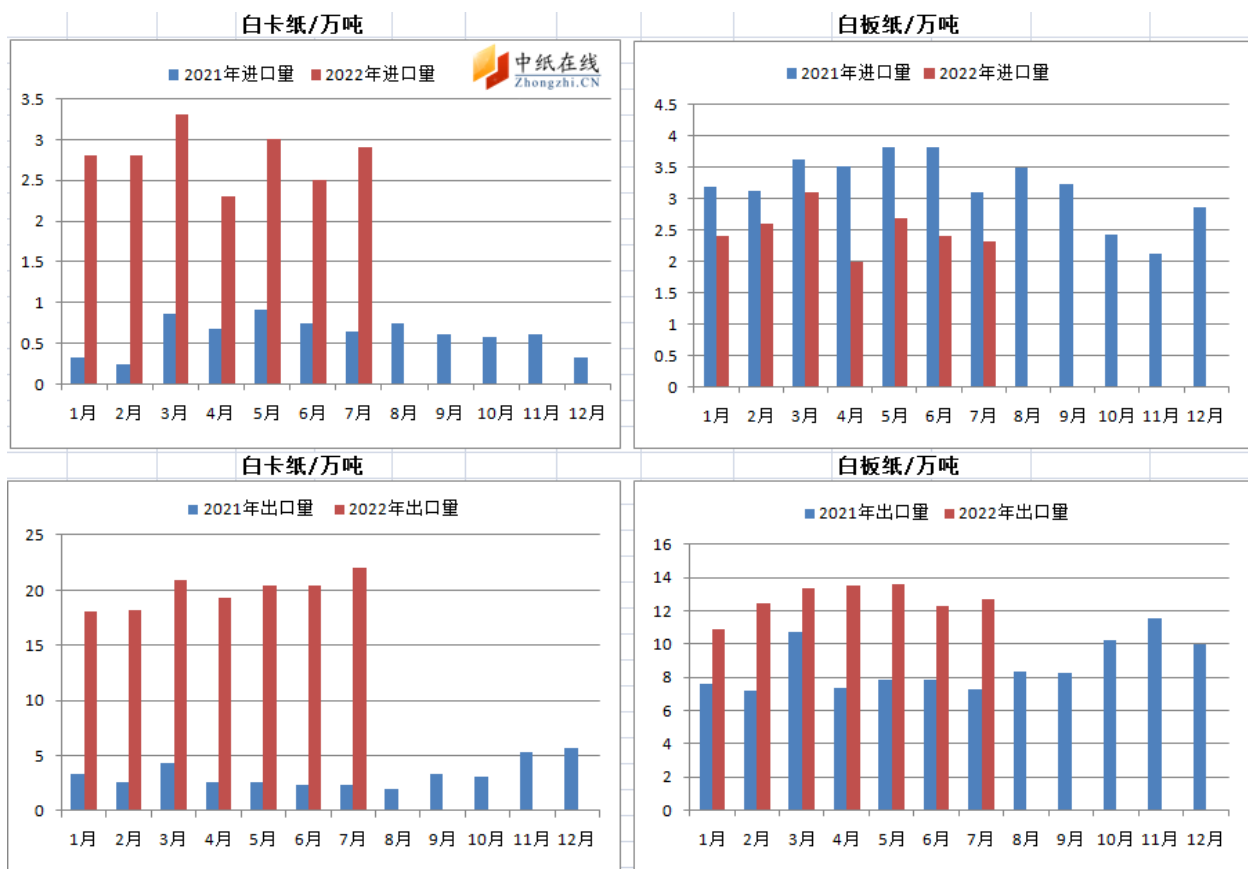 白卡纸/万吨
中纸在线
Zhongzhi.CN
2021年进口量 2022年进口量
3.5
3
2.5
2
1.5
1
0.5
0
1月 2月 3月 4月 5月 6月 7月 8月 9月 10月 11月 12月
白板纸/万吨
2021年进口量 2022年进口量
4.5
4
3.5
3
2.5
2
1.5
1
0.5
0
1月 2月 3月 4月 5月 6月 7月 8月 9月 10月 11月 12月
白卡纸/万吨
2021年出口量 2022年出口量
25
20
15
10
5
0
1月 2月 3月 4月 5月 6月 7月 8月 9月 10月 11月 12月
白板纸/万吨
2021年出口量 2022年出口量
16
14
12
10
8
6
4
2
0
1月 2月 3月 4月 5月 6月 7月 8月 9月 10月 11月 12月